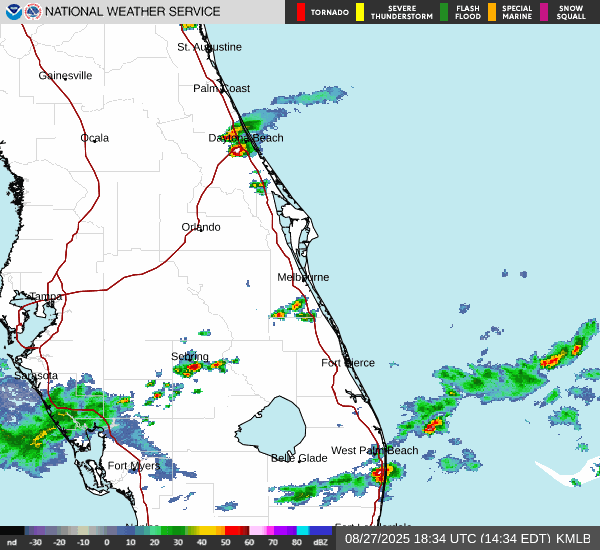 NATIONAL WEATHER SERVICE
TORNADO
SEVERE THUNDERSTORM
FLASH FLOOD
SPECIAL MARINE
SNOW SQUALL
St. Augustine
Gainesville
Palm Coast
Ocala
Daytona Beach
Orlando
Melbourne
Tampa
Sebring
Fort Pierce
Sarasota
West Palm Beach
Belle Glade
Fort Myers
nd -30 -20 -10 0 10 20 30 40 50 60 70 80 dBZ
08/27/2025 18:34 UTC (14:34 EDT) KMLB